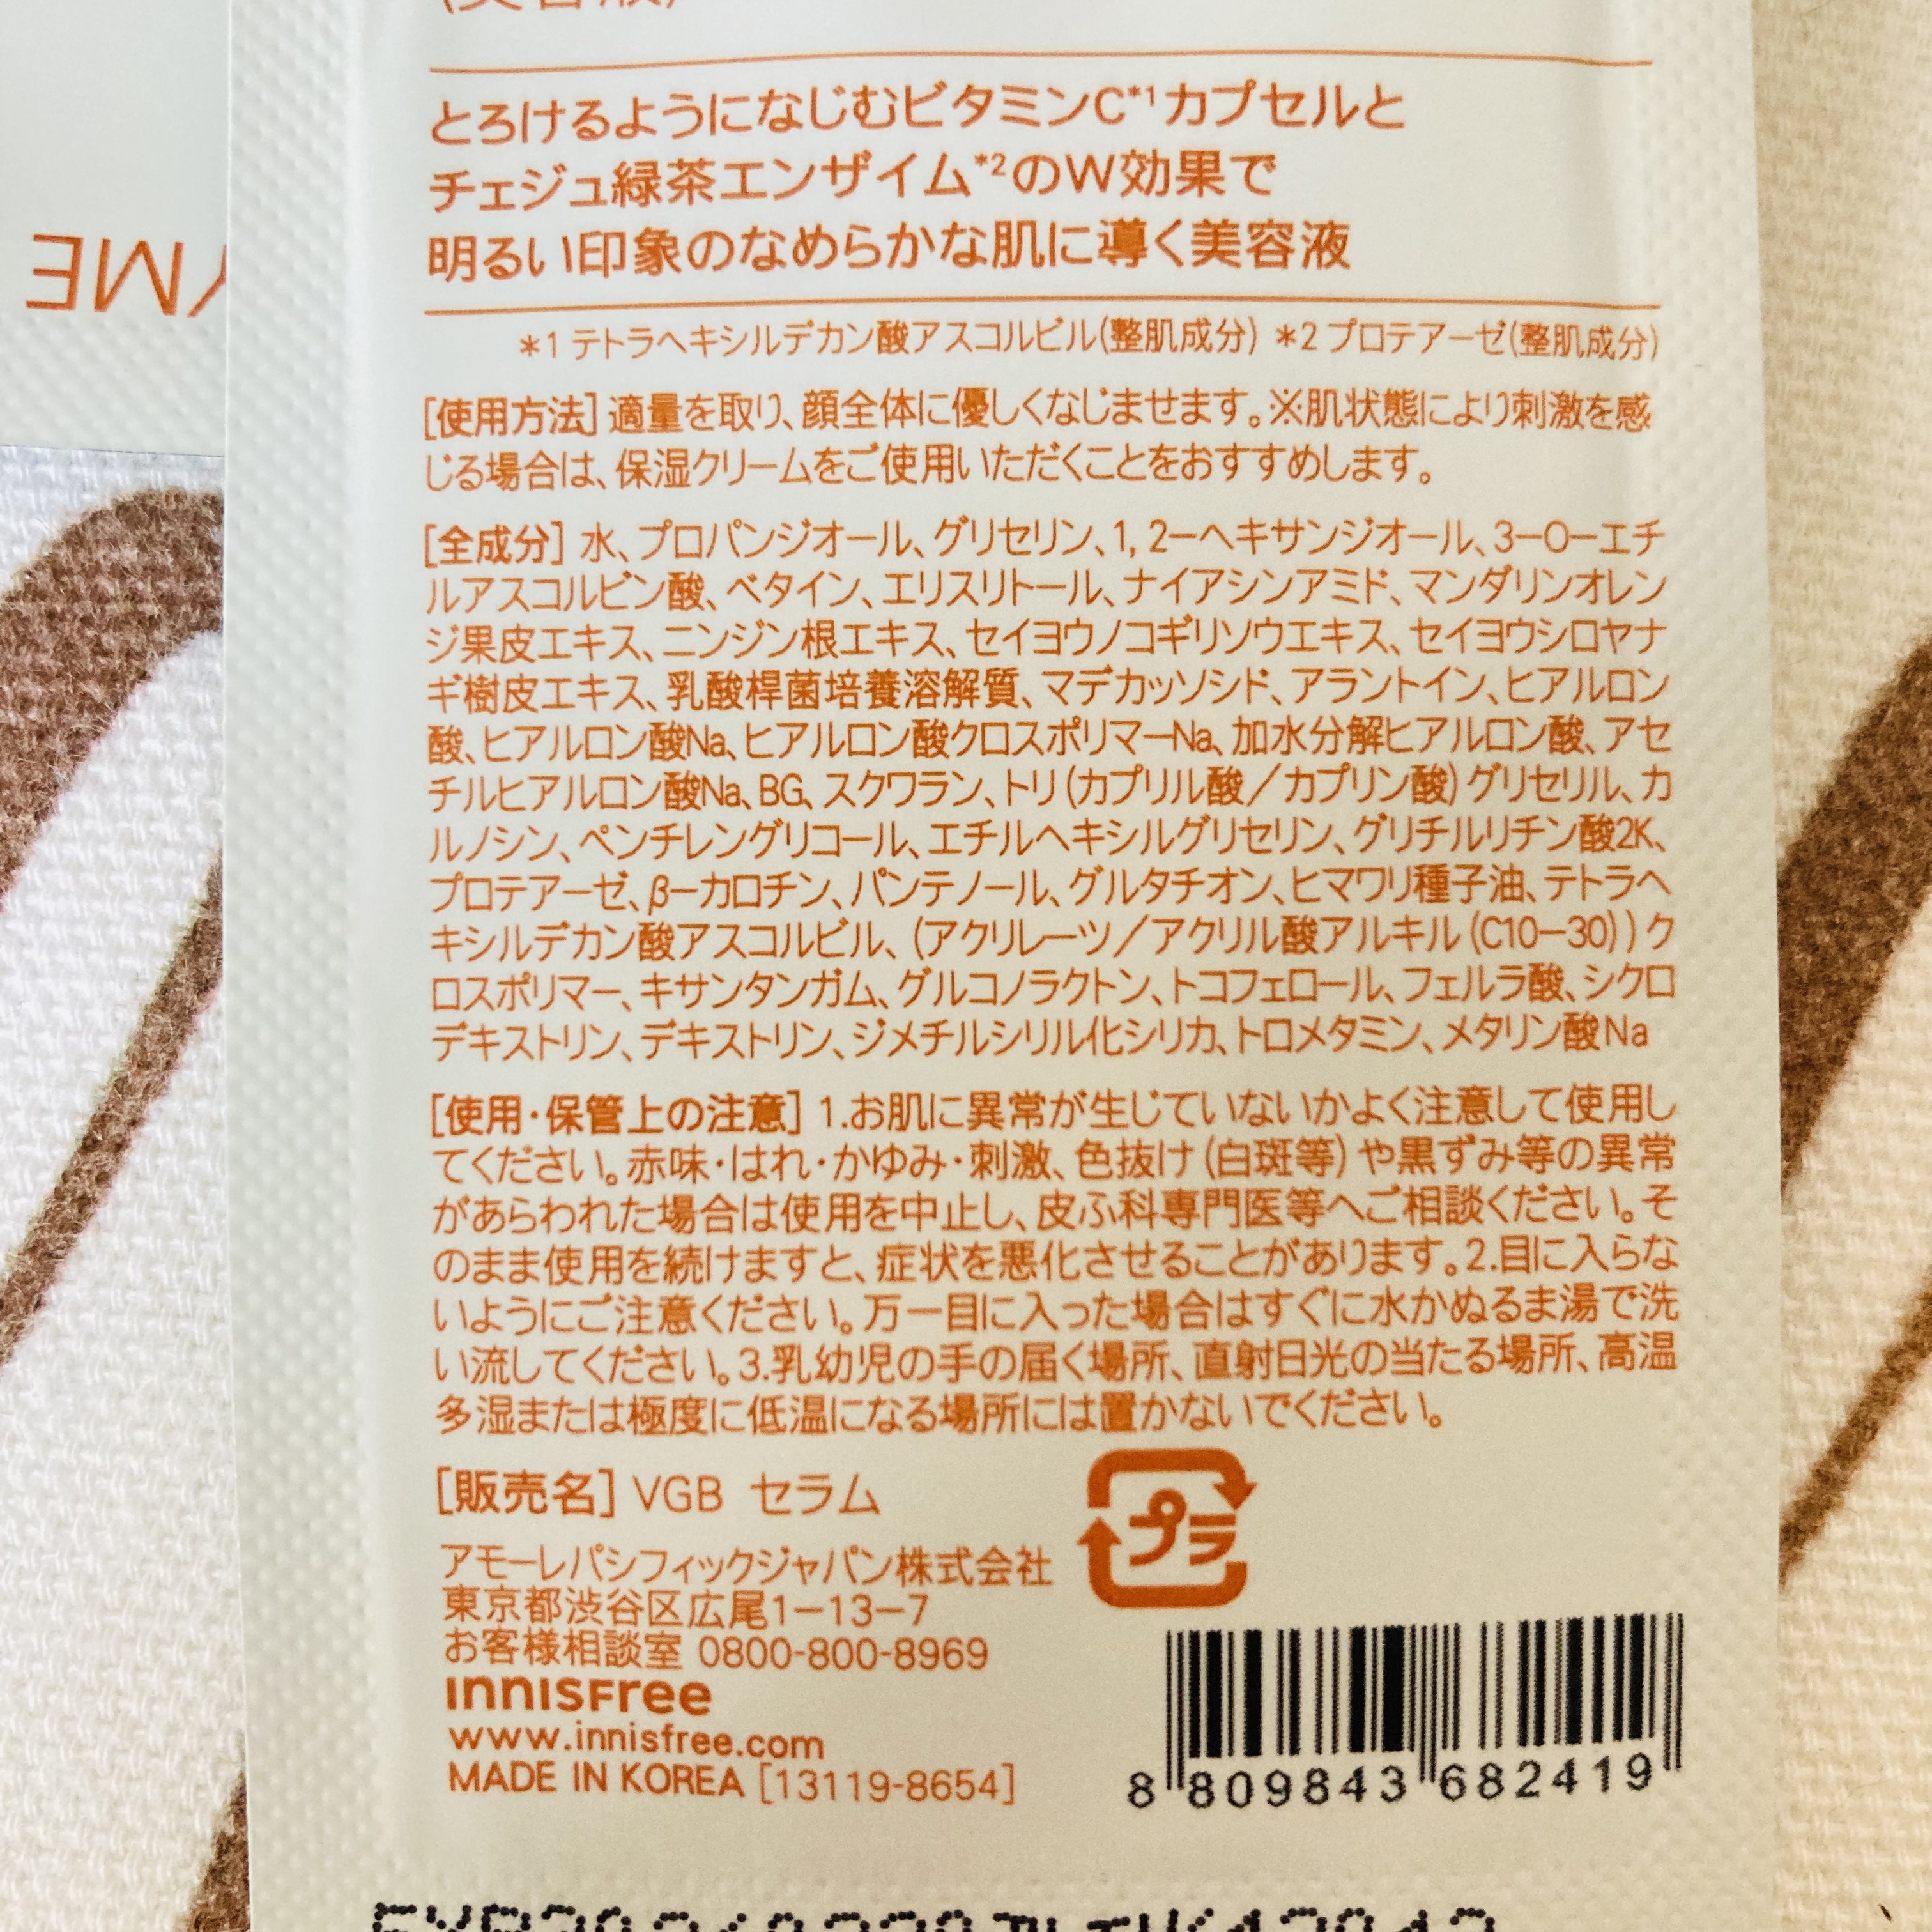 YME
とろけるようになじむビタミンC*1カプセルと
チェジュ緑茶エンザイム*2のW効果で
明るい印象のなめらかな肌に導く美容液
*1 テトラヘキシルデカン酸アスコルビル(整肌成分) *2 プロテアーゼ(整肌成分)
[使用方法] 適量を取り、顔全体に優しくなじませます。※肌状態により刺激を感
じる場合は、保湿クリームをご使用いただくことをおすすめします。
[全成分] 水、プロパンジオール、グリセリン、1, 2-ヘキサンジオール、3-O-エチ
ルアスコルビン酸、ベタイン、エリスリトール、ナイアシンアミド、マンダリンオレン
ジ果皮エキス、ニンジン根エキス、セイヨウノコギリソウエキス、セイヨウシロヤナ
ギ樹皮エキス、乳酸桿菌培養溶解質、マデカッソシド、アラントイン、ヒアルロン
酸、ヒアルロン酸Na、ヒアルロン酸クロスポリマーNa、加水分解ヒアルロン酸、アセ
チルヒアルロン酸Na、BG、スクワラン、トリ(カプリル酸/カプリン酸)グリセリル、カ
ルノシン、ペンチレングリコール、エチルヘキシルグリセリン、グリチルリチン酸2K、
プロテアーゼ、β-カロチン、パンテノール、グルタチオン、ヒマワリ種子油、テトラヘ
キシルデカン酸アスコルビル、(アクリレーツ/アクリル酸アルキル(C10-30))ク
ロスポリマー、キサンタンガム、グルコノラクトン、トコフェロール、フェルラ酸、シクロ
デキストリン、デキストリン、ジメチルシリル化シリカ、トロメタミン、メタリン酸Na
[使用・保管上の注意] 1.お肌に異常が生じていないかよく注意して使用し
てください。赤味・はれ・かゆみ・刺激、色抜け(白斑等)や黒ずみ等の異常
があらわれた場合は使用を中止し、皮ふ科専門医等へご相談ください。そ
のまま使用を続けますと、症状を悪化させることがあります。2.目に入らな
いようにご注意ください。万一目に入った場合はすぐに水かぬるま湯で洗
い流してください。3.乳幼児の手の届く場所、直射日光の当たる場所、高温
多湿または極度に低温になる場所には置かないでください。
[販売名] VGB セラム
プラ
アモーレパシフィックジャパン株式会社
東京都渋谷区広尾1-13-7
お客様相談室 0800-800-8969
innisfree
www.innisfree.com
MADE IN KOREA [13119-8654]
8 809843 682419